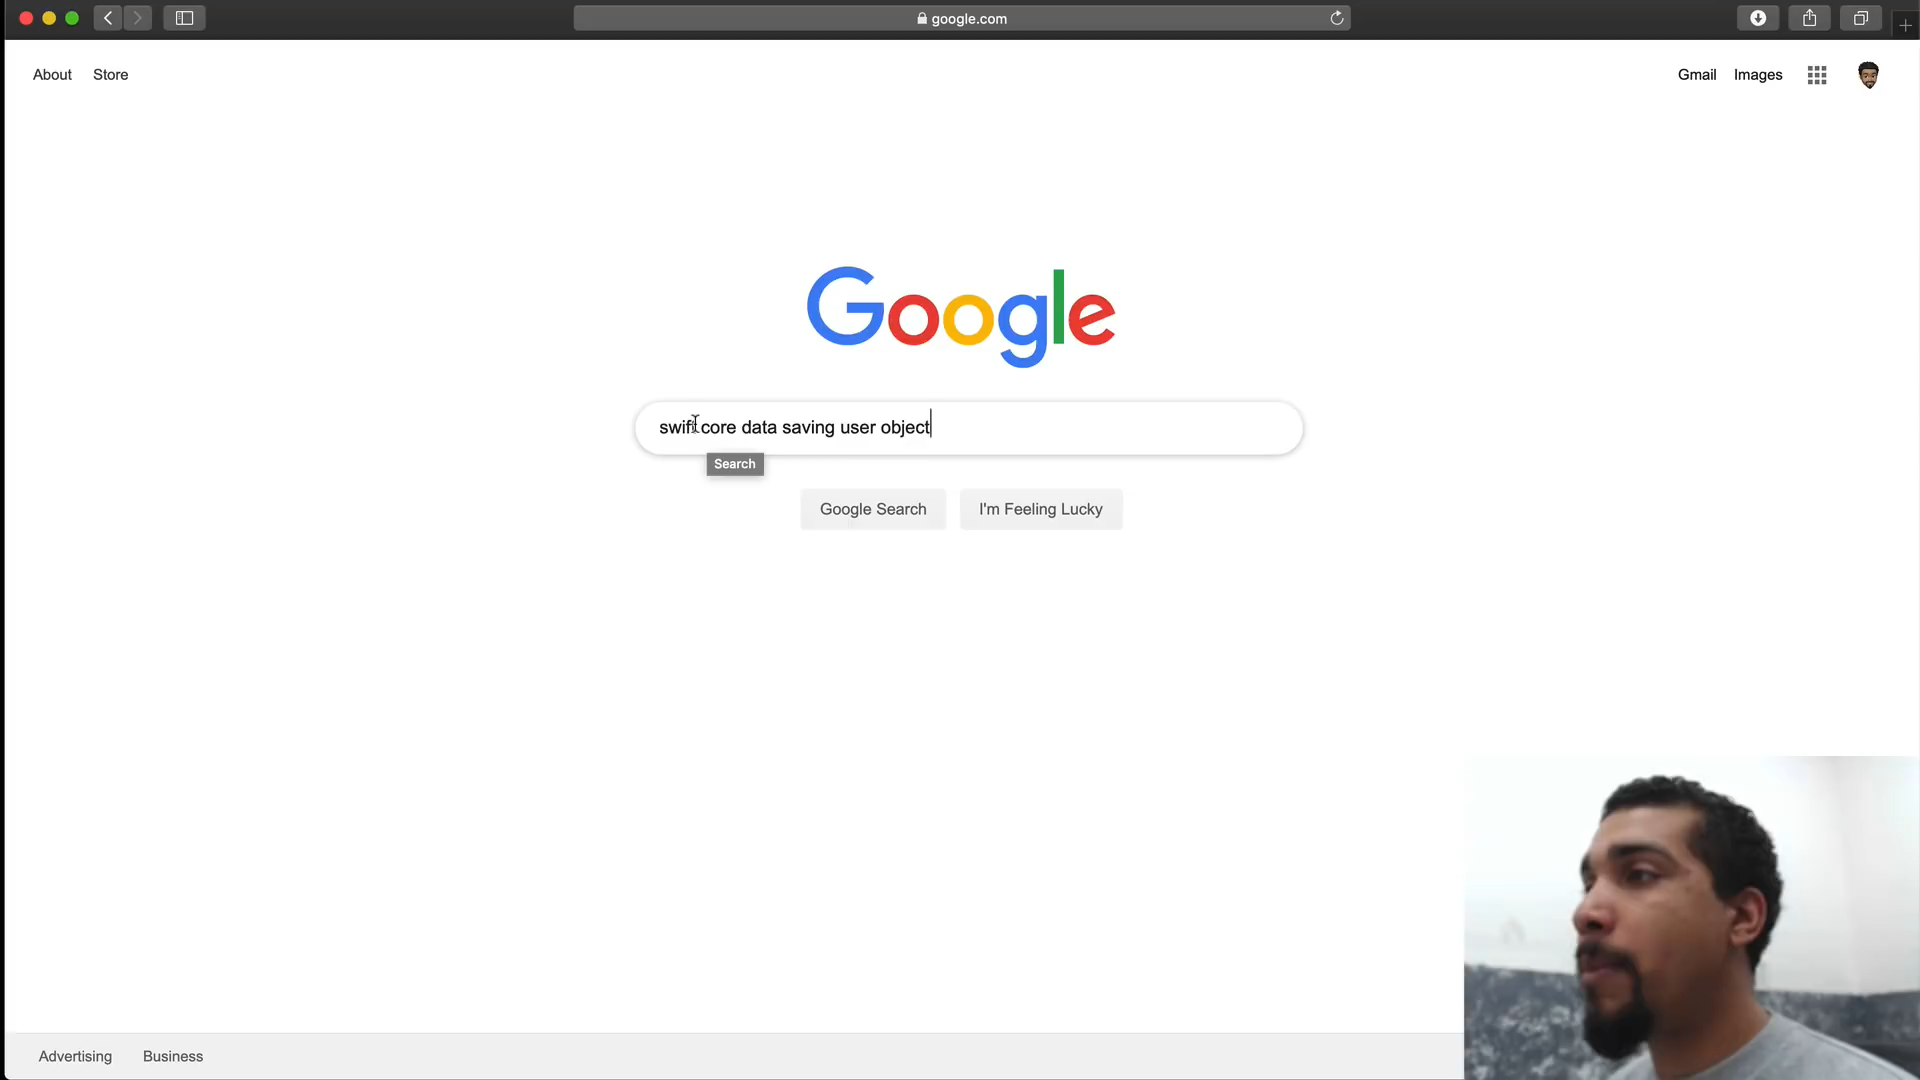 google.com
About Store
Gmail Images
Google
swift core data saving user object
Search
Google Search I'm Feeling Lucky
Advertising Business